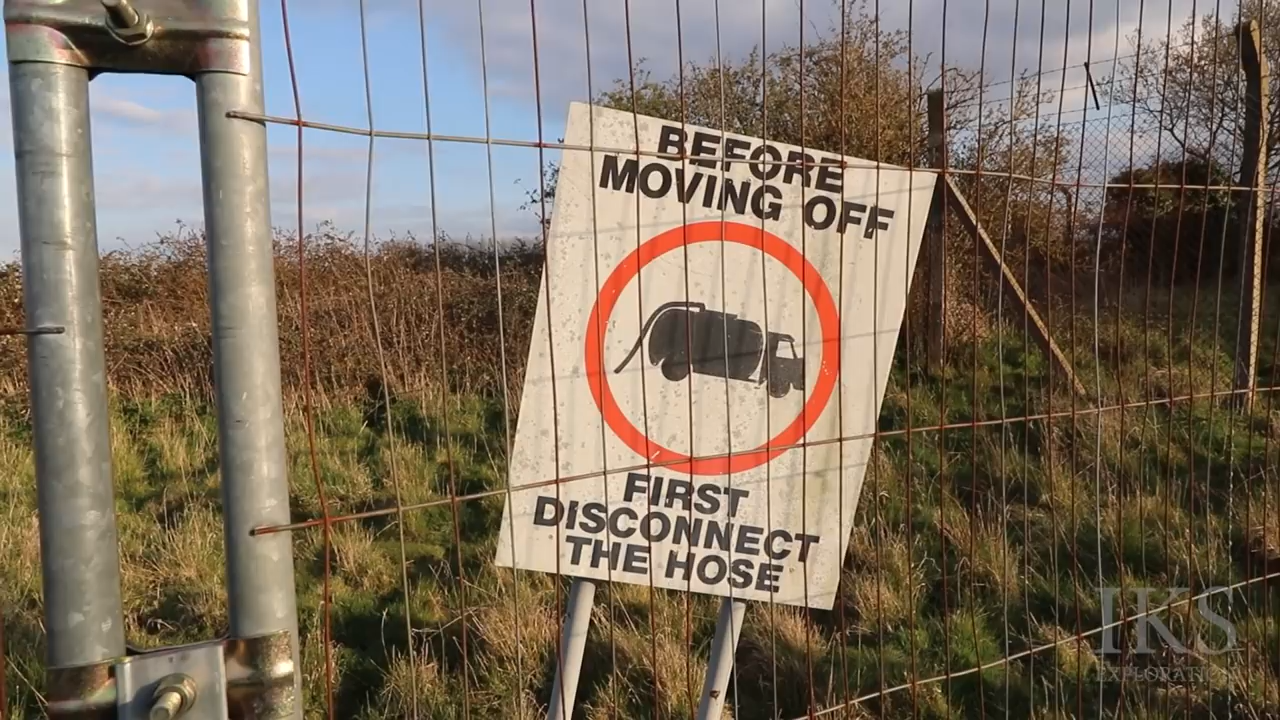 BEFORE
MOVING OFF
FIRST
DISCONNECT
THE HOSE
IKS
EXPLORATION